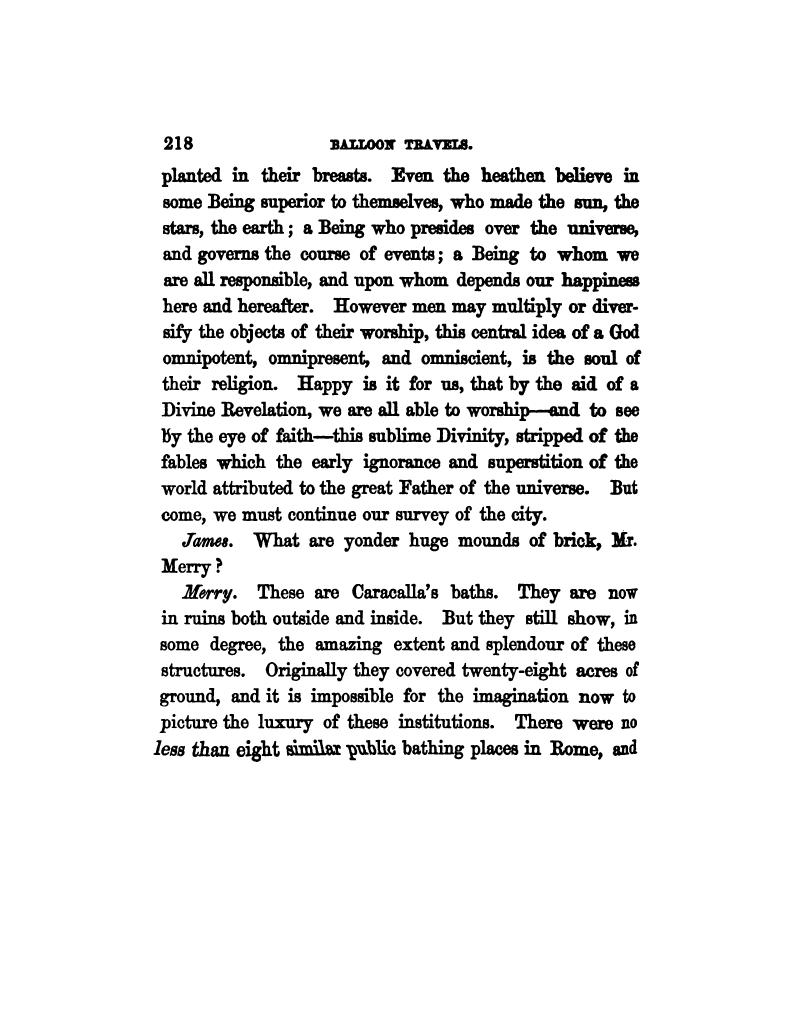 218 BALLOON TRAVELS.
planted in their breasts. Even the heathen believe in
some Being superior to themselves, who made the sun, the
stars, the earth; a Being who presides over the universe,
and governs the course of events; a Being to whom we
are all responsible, and upon whom depends our happiness
here and hereafter. However men may multiply or diver-
sify the objects of their worship, this central idea of a God
omnipotent, omnipresent, and omniscient, is the soul of
their religion. Happy is it for us, that by the aid of a
Divine Revelation, we are all able to worship—and to see
by the eye of faith—this sublime Divinity, stripped of the
fables which the early ignorance and superstition of the
world attributed to the great Father of the universe. But
come, we must continue our survey of the city.
James. What are yonder huge mounds of brick, Mr.
Merry?
Merry. These are Caracalla's baths. They are now
in ruins both outside and inside. But they still show, in
some degree, the amazing extent and splendour of these
structures. Originally they covered twenty-eight acres of
ground, and it is impossible for the imagination now to
picture the luxury of these institutions. There were no
less than eight similar public bathing places in Rome, and